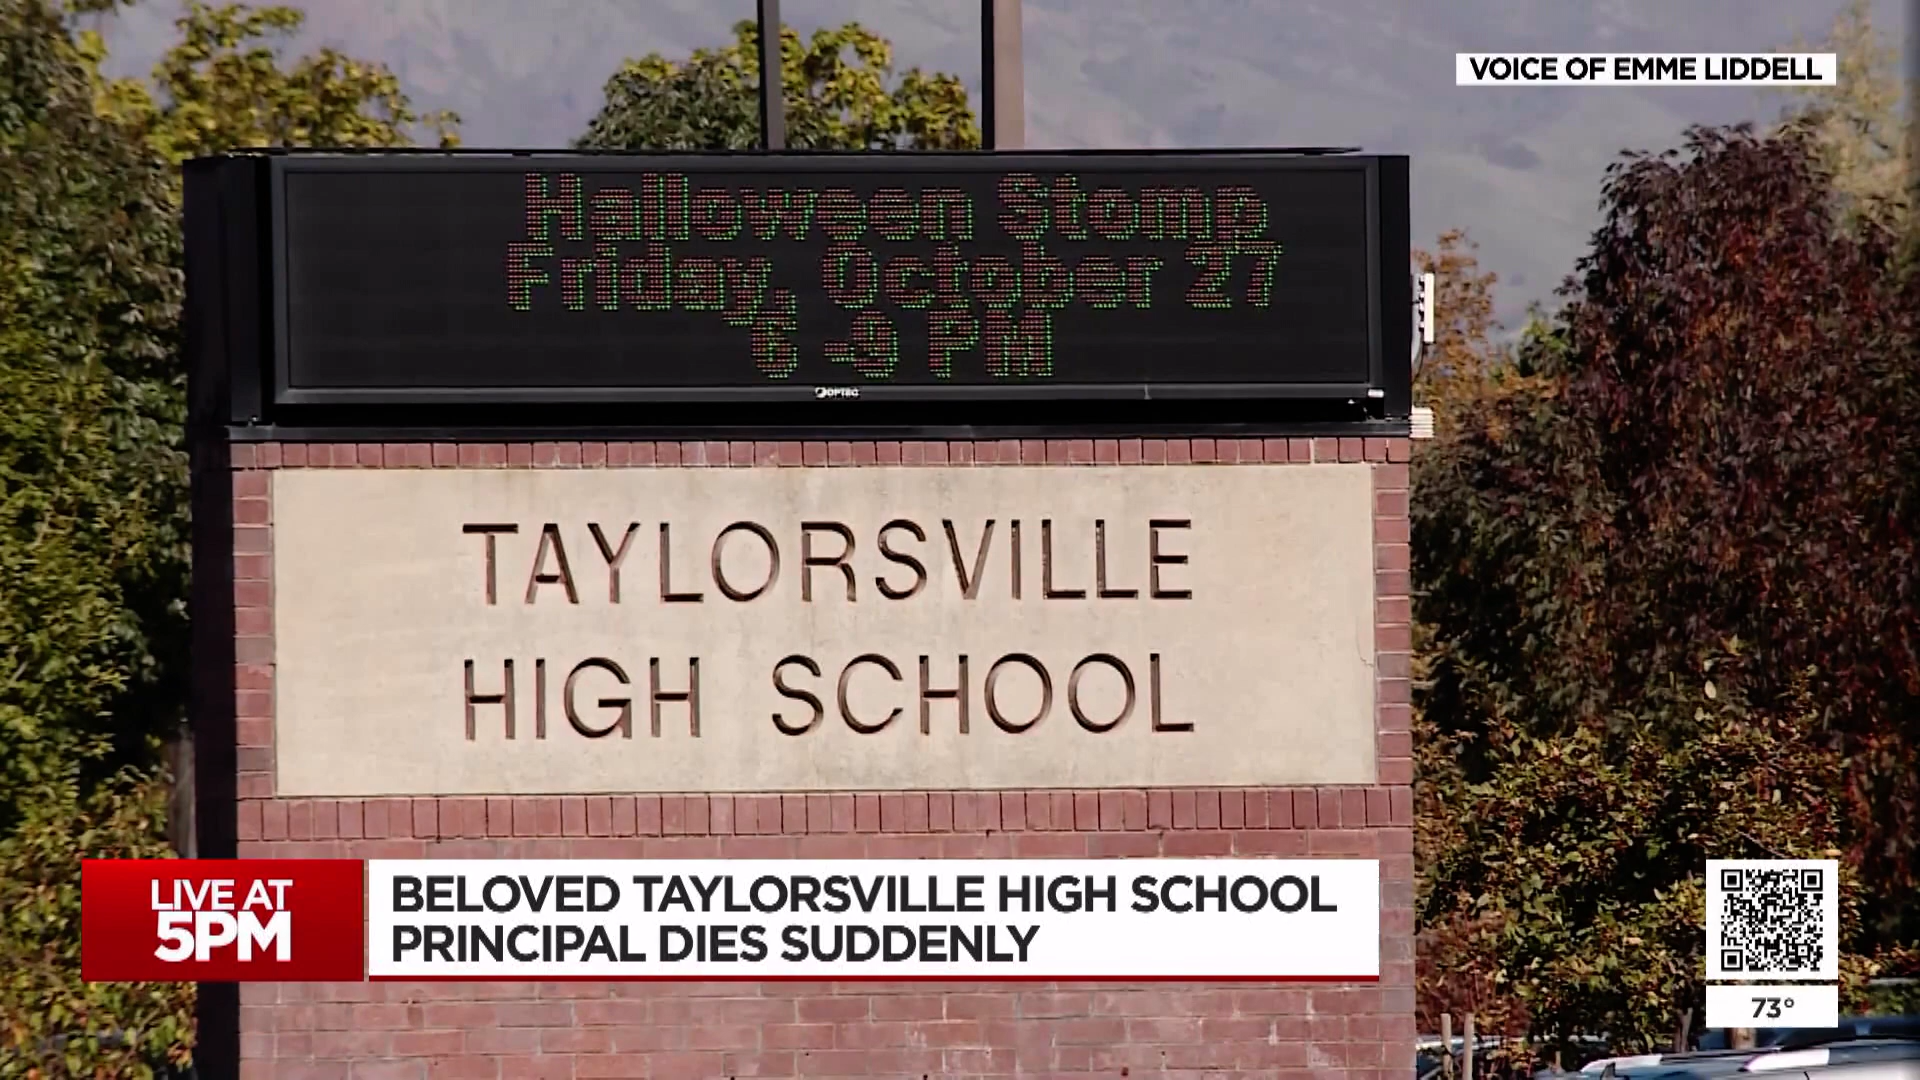 VOICE OF EMME LIDDELL
Halloween Stomp
Friday, October 27
6 -9 PM
OPTEC
TAYLORSVILLE
HIGH SCHOOL
LIVE AT
5PM
BELOVED TAYLORSVILLE HIGH SCHOOL
PRINCIPAL DIES SUDDENLY
73°